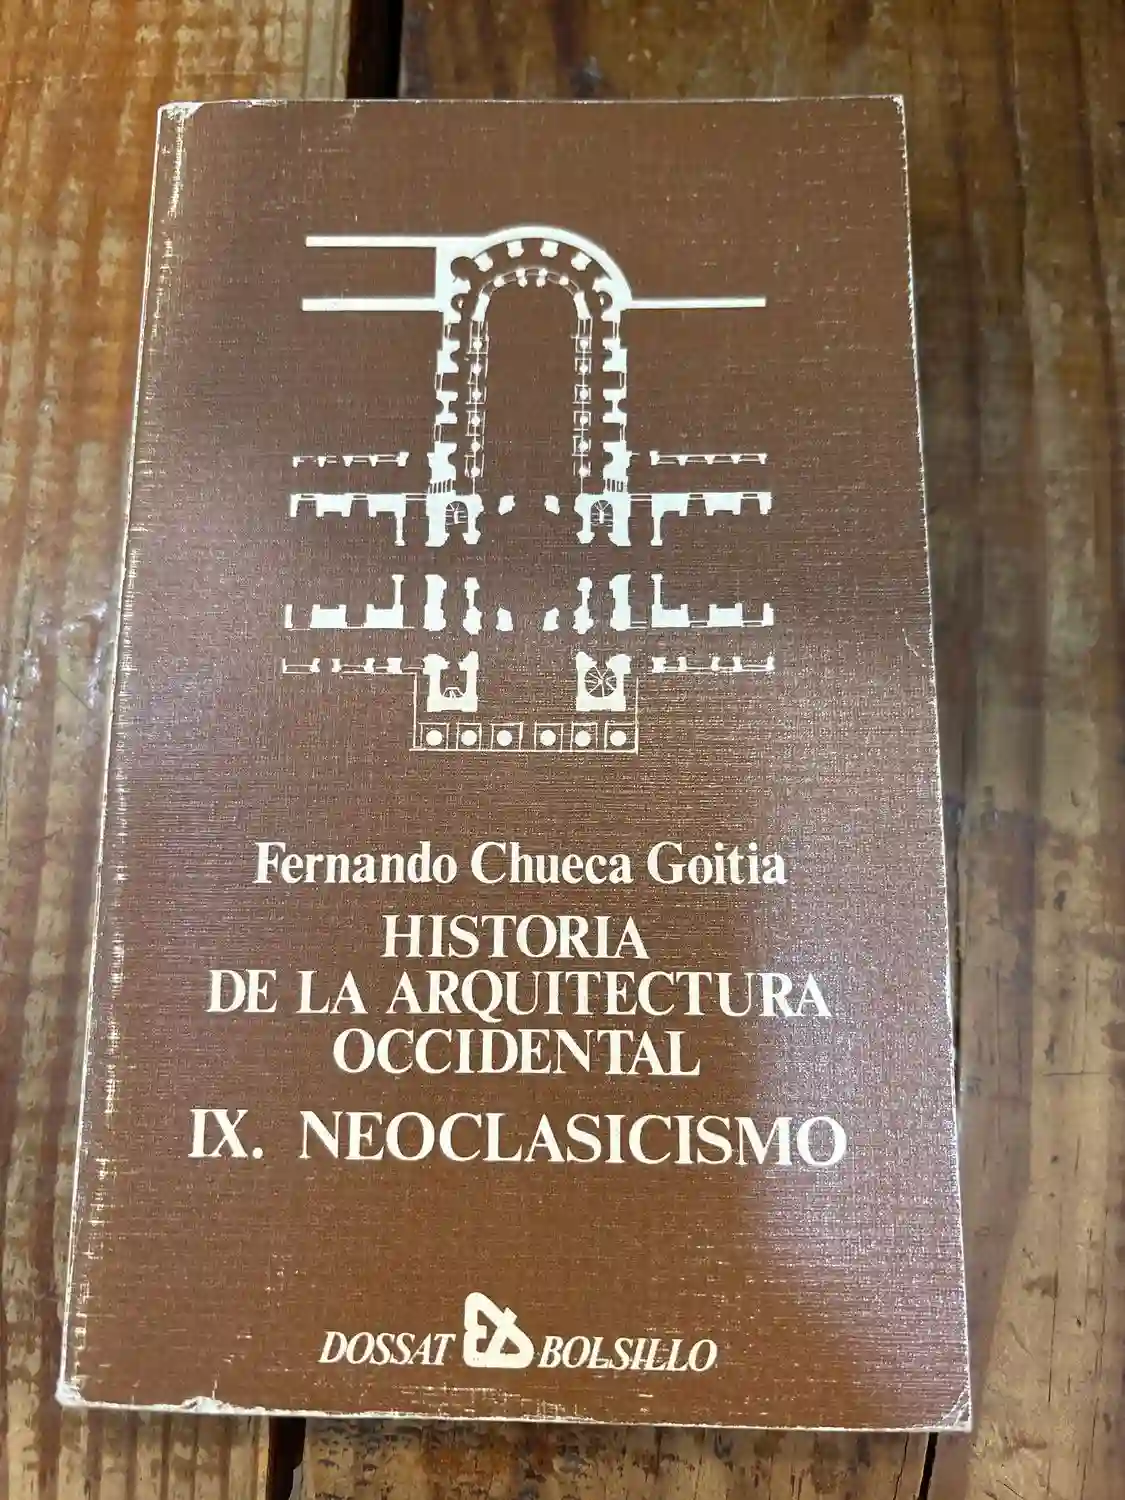 Fernando Chueca Goitia
HISTORIA
DE LA ARQUITECTURA
OCCIDENTAL
IX. NEOCLASICISMO
DOSSAT BOLSILLO